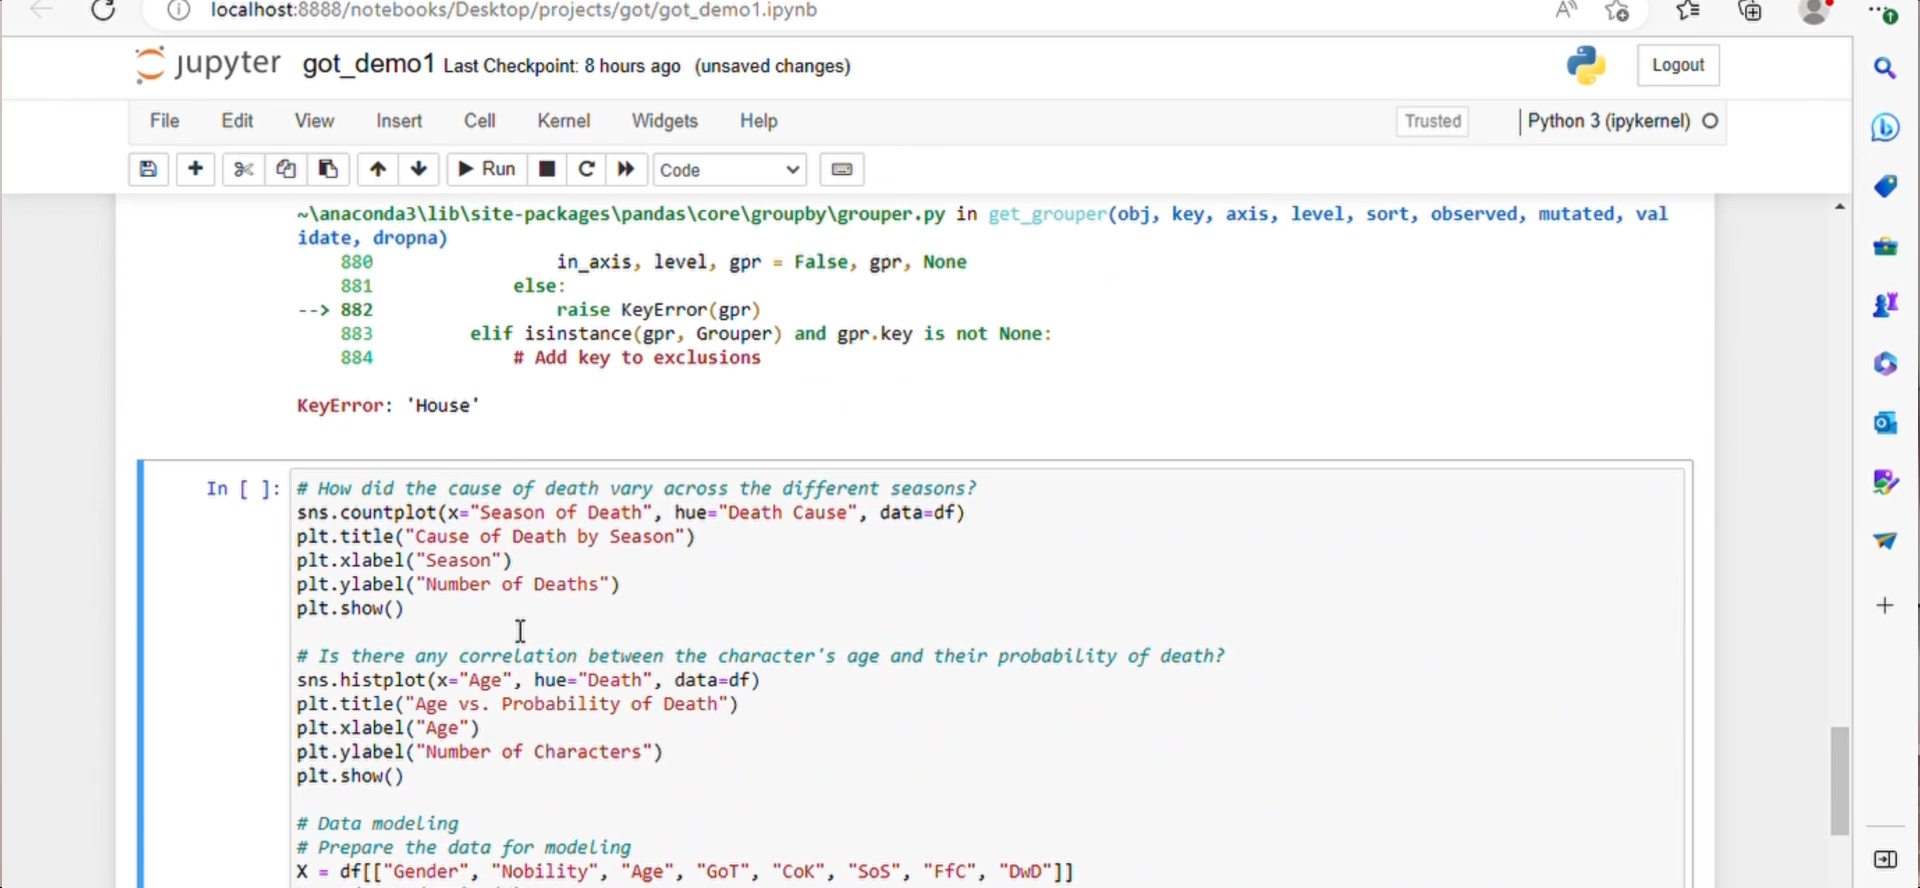 localhost:8888/notebooks/Desktop/projects/got/got_demo1.ipynb
jupyter got_demo1 Last Checkpoint: 8 hours ago (unsaved changes)
Logout
File Edit View Insert Cell Kernel Widgets Help
Trusted
Python 3 (ipykernel)
Run
Code
~\anaconda3\lib\site-packages\pandas\core\groupby\grouper.py in get_grouper(obj, key, axis, level, sort, observed, mutated, val
idate, dropna)
880 in_axis, level, gpr = False, gpr, None
881 else:
--> 882 raise KeyError(gpr)
883 elif isinstance(gpr, Grouper) and gpr.key is not None:
884 # Add key to exclusions
KeyError: 'House'
In [ ]: # How did the cause of death vary across the different seasons?
sns.countplot(x="Season of Death", hue="Death Cause", data=df)
plt.title("Cause of Death by Season")
plt.xlabel("Season")
plt.ylabel("Number of Deaths")
plt.show()
# Is there any correlation between the character's age and their probability of death?
sns.histplot(x="Age", hue="Death", data=df)
plt.title("Age vs. Probability of Death")
plt.xlabel("Age")
plt.ylabel("Number of Characters")
plt.show()
# Data modeling
# Prepare the data for modeling
X = df[["Gender", "Nobility", "Age", "GoT", "CoK", "SoS", "FfC", "DwD"]]